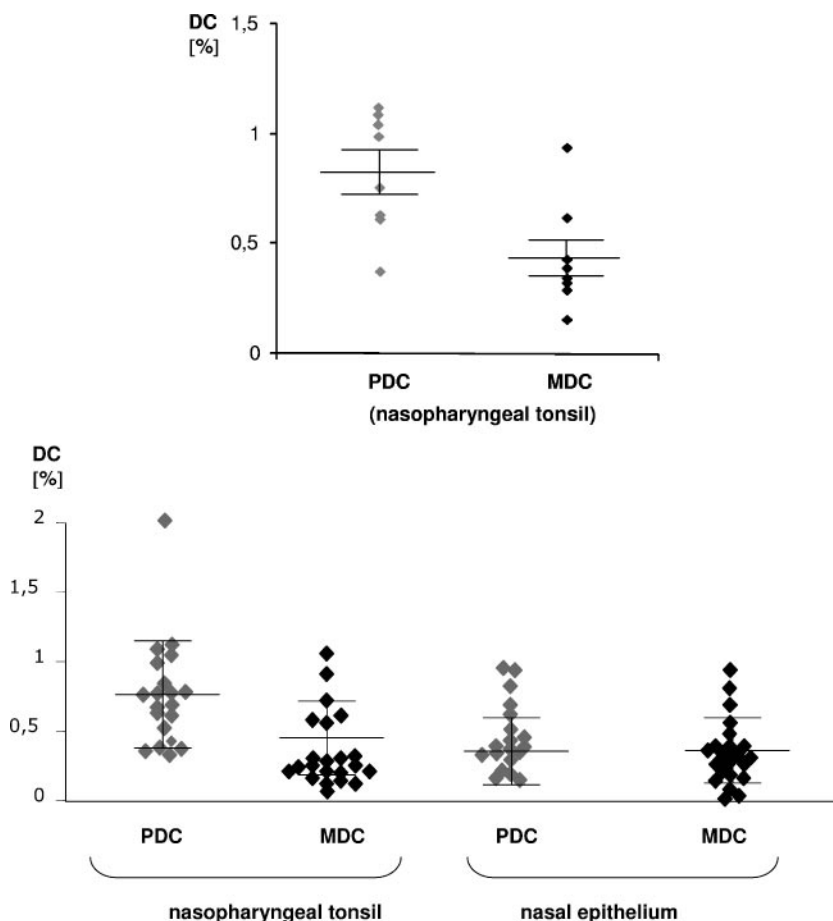 DC
[%]
1,5
1
0,5
0
PDC MDC
(nasopharyngeal tonsil)
DC
[%]
2
1,5
1
0,5
0
PDC MDC PDC MDC
nasopharyngeal tonsil nasal epithelium